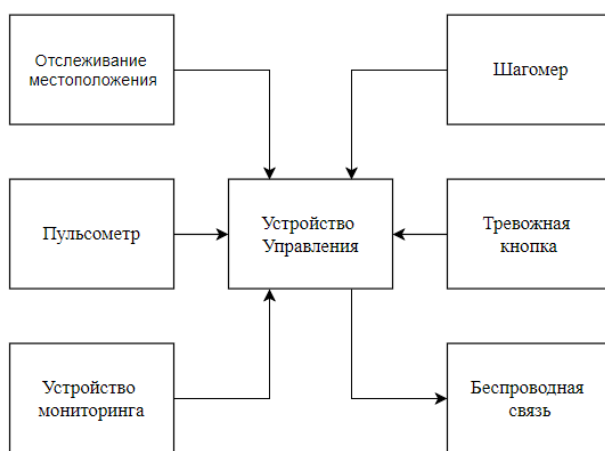 Отслеживание
местоположения
Шагомер
Пульсометр
Устройство
Управления
Тревожная
кнопка
Устройство
мониторинга
Беспроводная
связь